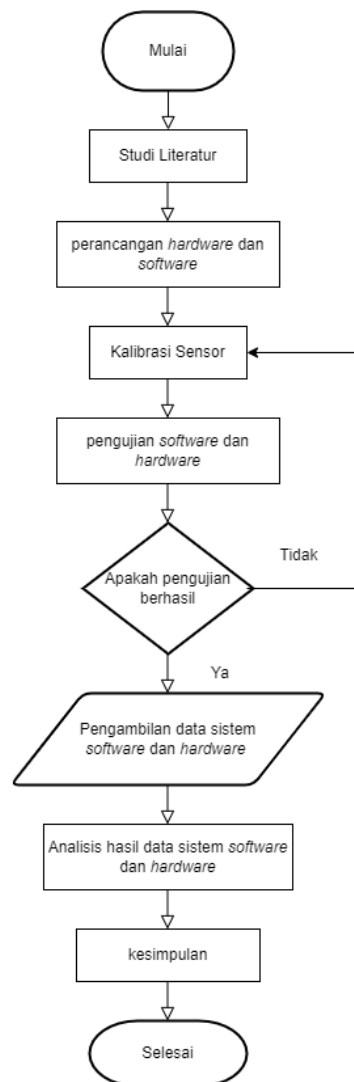 Mulai
Studi Literatur
perancangan hardware dan
software
Kalibrasi Sensor
pengujian software dan
hardware
Apakah pengujian
berhasil
Tidak
Ya
Pengambilan data sistem
software dan hardware
Analisis hasil data sistem software
dan hardware
kesimpulan
Selesai